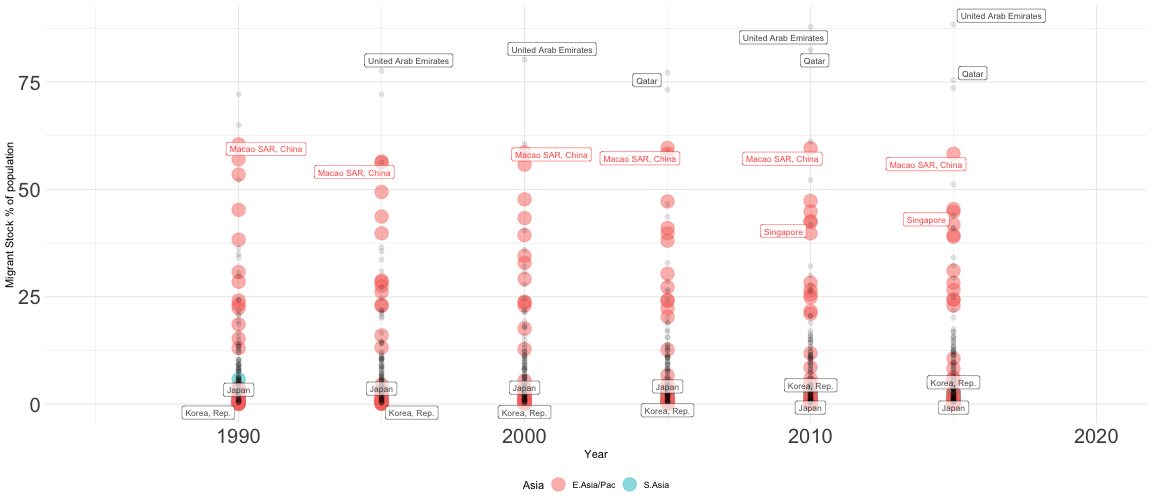 United Arab Emirates
United Arab Emirates
United Arab Emirates
United Arab Emirates
Qatar
Qatar
Qatar
75
Macao SAR, China
Macao SAR, China
Macao SAR, China
Macao SAR, China
Macao SAR, China
Macao SAR, China
50
Singapore
Singapore
25
Japan
Japan
Japan
Japan
Korea, Rep.
Korea, Rep.
0
Korea, Rep.
Korea, Rep.
Korea, Rep.
Korea, Rep.
Japan
Japan
Migrant Stock % of population
1990
2000
2010
2020
Year
Asia
E.Asia/Pac
S.Asia